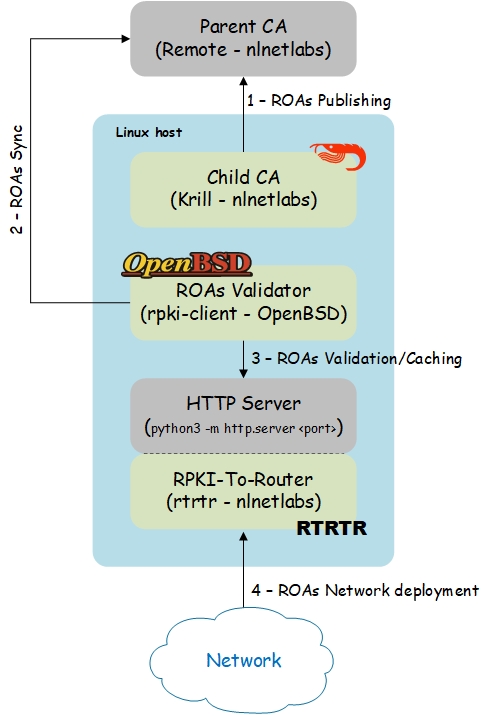 Parent CA
(Remote - nlnetlabs)
1 – ROAs Publishing
2 – ROAs Sync
Linux host
Child CA
(Krill - nlnetlabs)
OpenBSD
ROAs Validator
(rpki-client - OpenBSD)
3 – ROAs Validation/Caching
HTTP Server
(python3 -m http.server <port>)
RPKI-To-Router
(rtrtr - nlnetlabs)
RTRTR
4 – ROAs Network deployment
Network